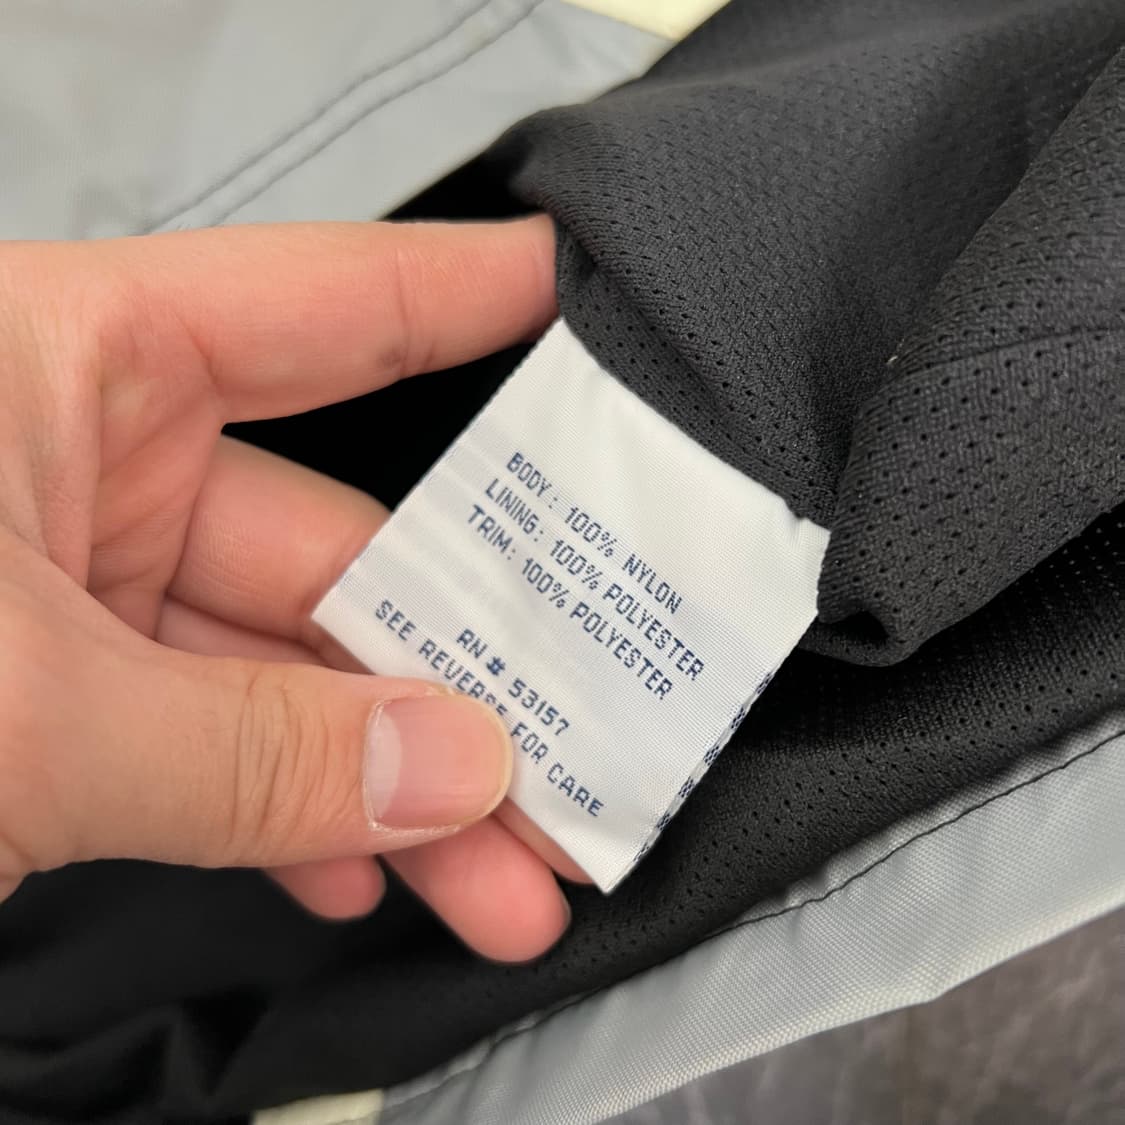 BODY: 100% NYLON
LINING: 100% POLYESTER
TRIM: 100% POLYESTER
RN # 53157
SEE REVERSE FOR CARE